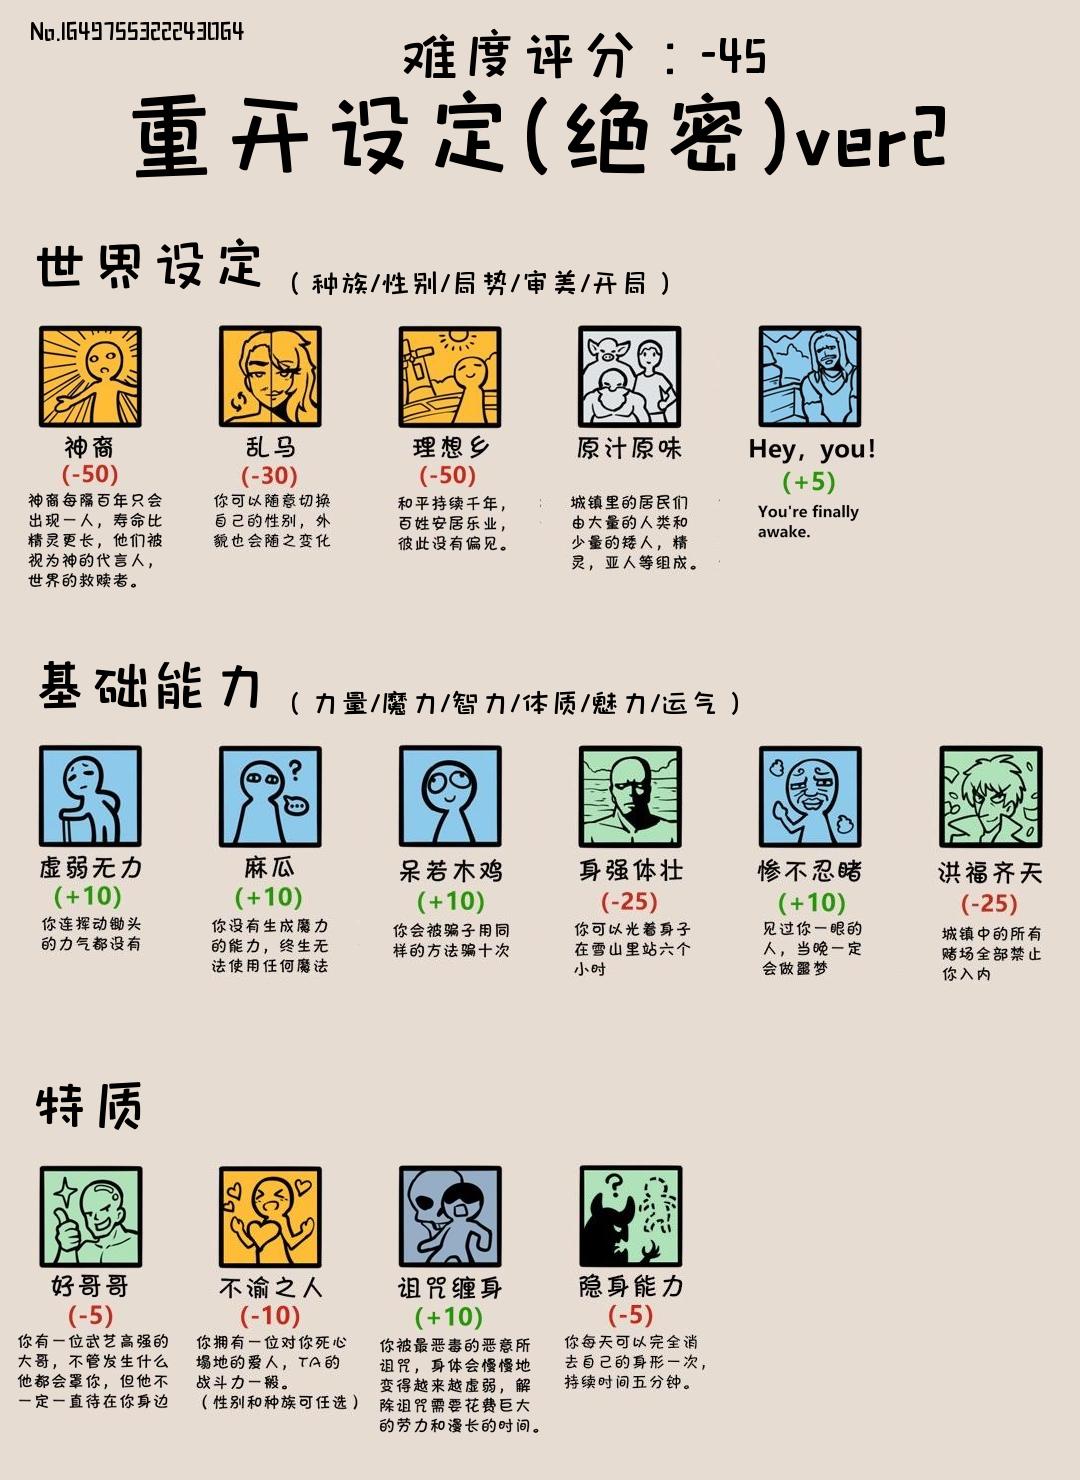 No.1649755322243064
难度评分：-45
重开设定(绝密)ver2
世界设定（种族/性别/局势/审美/开局）
神裔
(-50)
神裔每隔百年只会
出现一人，寿命比
精灵更长，他们被
视为神的代言人，
世界的救赎者。
乱马
(-30)
你可以随意切换
自己的性别，外
貌也会随之变化
理想乡
(-50)
和平持续千年，
百姓安居乐业，
彼此没有偏见。
原汁原味
城镇里的居民们
由大量的人类和
少量的矮人，精
灵，亚人等组成。
Hey, you!
(+5)
You're finally
awake.
基础能力（力量/魔力/智力/体质/魅力/运气）
虚弱无力
(+10)
你连挥动锄头
的力气都没有
麻瓜
(+10)
你没有生成魔力
的能力，终生无
法使用任何魔法
呆若木鸡
(+10)
你会被骗子用同
样的方法骗十次
身强体壮
(-25)
你可以光着身子
在雪山里站六个
小时
惨不忍睹
(+10)
见过你一眼的
人，当晚一定
会做噩梦
洪福齐天
(-25)
城镇中的所有
赌场全部禁止
你入内
特质
好哥哥
(-5)
你有一位武艺高强的
大哥，不管发生什么
他都会罩你，但他不
一定一直待在你身边
不渝之人
(-10)
你拥有一位对你死心
塌地的爱人，TA的
战斗力一般。
（性别和种族可任选）
诅咒缠身
(+10)
你被最恶毒的恶意所
诅咒，身体会慢慢地
变得越来越虚弱，解
除诅咒需要花费巨大
的劳力和漫长的时间。
隐身能力
(-5)
你每天可以完全消
去自己的身形一次，
持续时间五分钟。